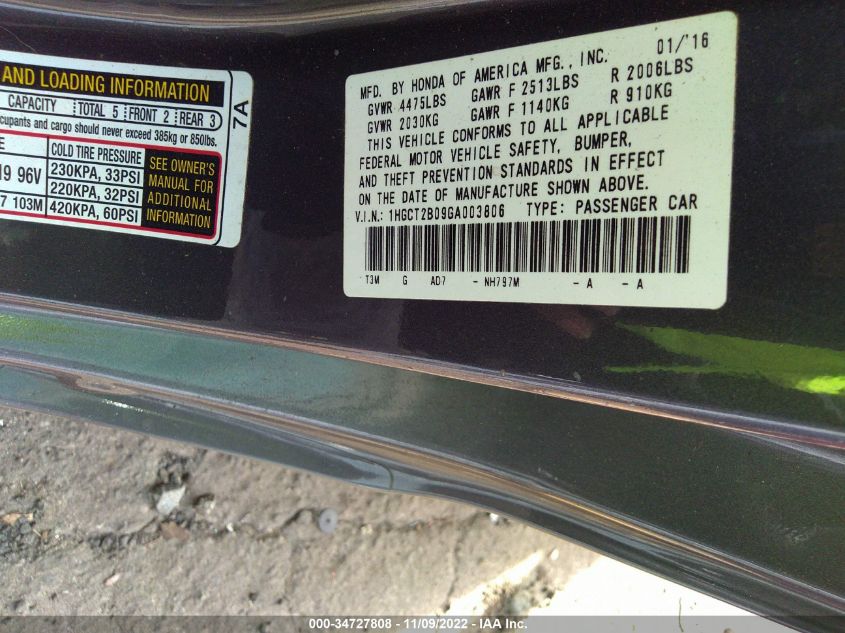 AND LOADING INFORMATION
CAPACITY TOTAL 5 FRONT 2 REAR 3
cupants and cargo should never exceed 385kg or 850lbs.
E COLD TIRE PRESSURE
19 96V 230KPA, 33PSI
220KPA, 32PSI
7 103M 420KPA, 60PSI
SEE OWNER'S
MANUAL FOR
ADDITIONAL
INFORMATION
7A
MFD. BY HONDA OF AMERICA MFG., INC. 01/'16
GVWR 4475LBS GAWR F 2513LBS R 2006LBS
GVWR 2030KG GAWR F 1140KG R 910KG
THIS VEHICLE CONFORMS TO ALL APPLICABLE
FEDERAL MOTOR VEHICLE SAFETY, BUMPER,
AND THEFT PREVENTION STANDARDS IN EFFECT
ON THE DATE OF MANUFACTURE SHOWN ABOVE.
V.I.N.: 1HGCT2B09GA003806 TYPE: PASSENGER CAR
T3M G AD7 - NH797M - A - A
000-34727808 - 11/09/2022 - IAA Inc.